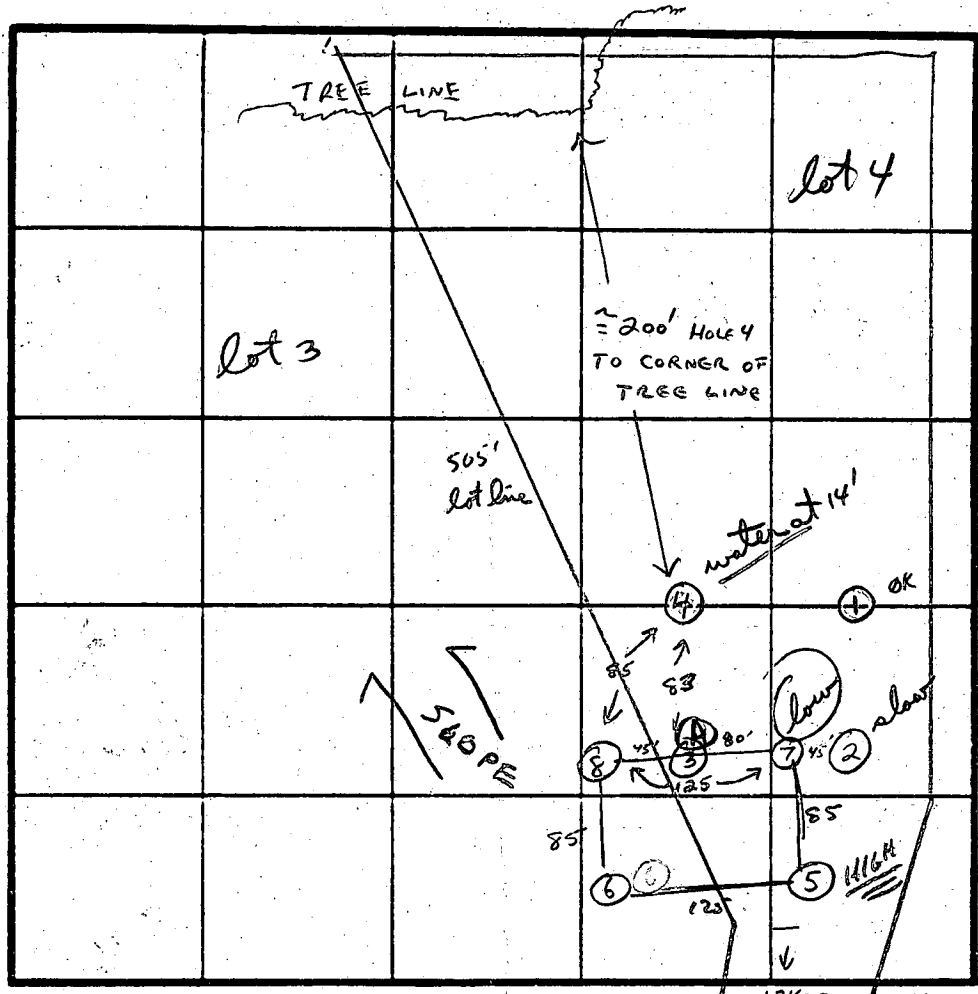 TREE LINE
lot 4
lot 3
≅ 200' HOLE 4
TO CORNER OF
TREE LINE
505'
lot line
water at 14'
4
1
OK
85
83
SLOPE
low
slow
8
45'
3
80'
7
45'
2
125
85
85
6
5
HIGH
125